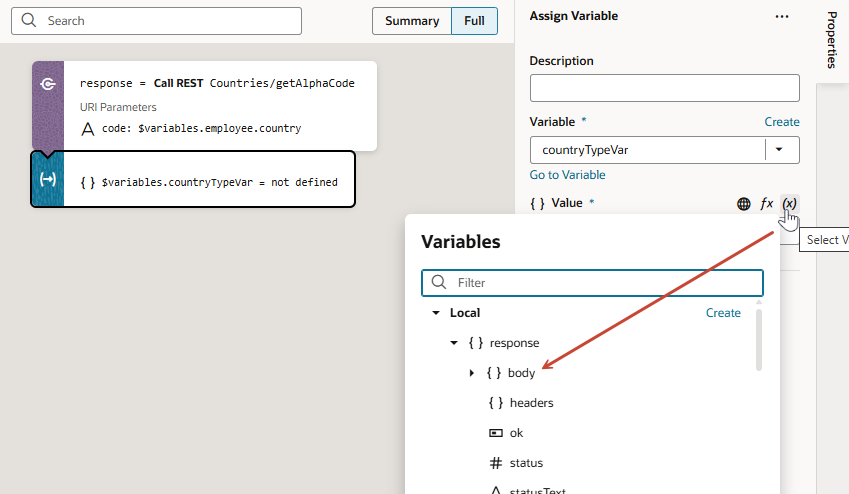 Search
Summary
Full
response = Call REST Countries/getAlphaCode
URI Parameters
A code: $variables.employee.country
{ } $variables.countryTypeVar = not defined
Assign Variable
Properties
Description
Variable *
Create
countryTypeVar
Go to Variable
{ } Value *
fx
(x)
Select V
Variables
Filter
Local
Create
{ } response
{ } body
{ } headers
ok
# status
A statusText